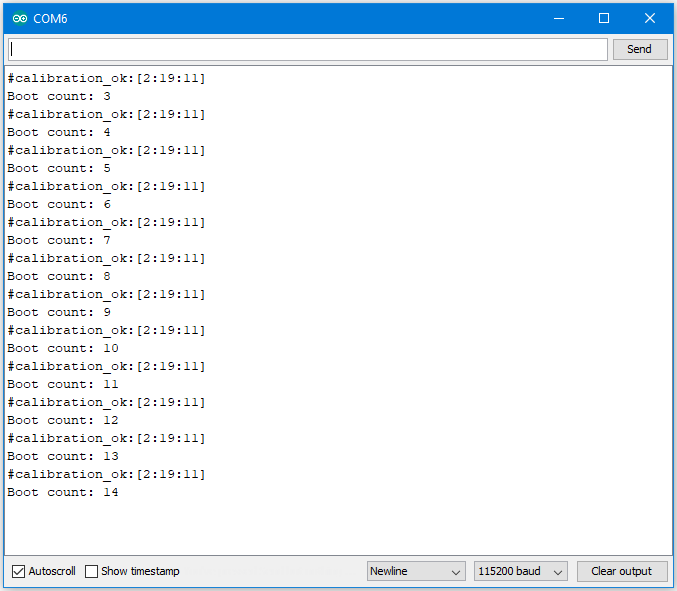 COM6
Send
#calibration_ok:[2:19:11]
Boot count: 3
#calibration_ok:[2:19:11]
Boot count: 4
#calibration_ok:[2:19:11]
Boot count: 5
#calibration_ok:[2:19:11]
Boot count: 6
#calibration_ok:[2:19:11]
Boot count: 7
#calibration_ok:[2:19:11]
Boot count: 8
#calibration_ok:[2:19:11]
Boot count: 9
#calibration_ok:[2:19:11]
Boot count: 10
#calibration_ok:[2:19:11]
Boot count: 11
#calibration_ok:[2:19:11]
Boot count: 12
#calibration_ok:[2:19:11]
Boot count: 13
#calibration_ok:[2:19:11]
Boot count: 14
Autoscroll Show timestamp Newline 115200 baud Clear output